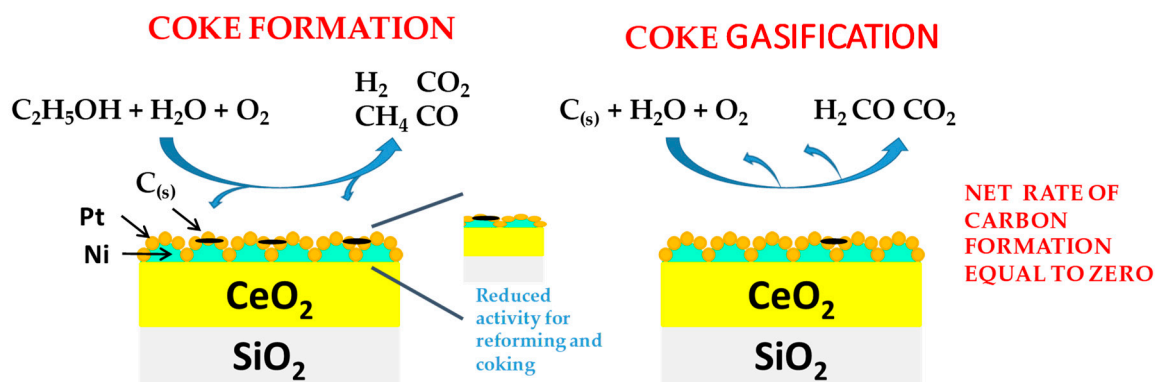 COKE FORMATION
C₂H₅OH + H₂O + O₂
H₂ CO₂
CH₄ CO
C₍ₛ₎
Pt
Ni
CeO₂
SiO₂
Reduced
activity for
reforming and
coking
COKE GASIFICATION
C₍ₛ₎ + H₂O + O₂
H₂ CO CO₂
CeO₂
SiO₂
NET RATE OF
CARBON
FORMATION
EQUAL TO ZERO